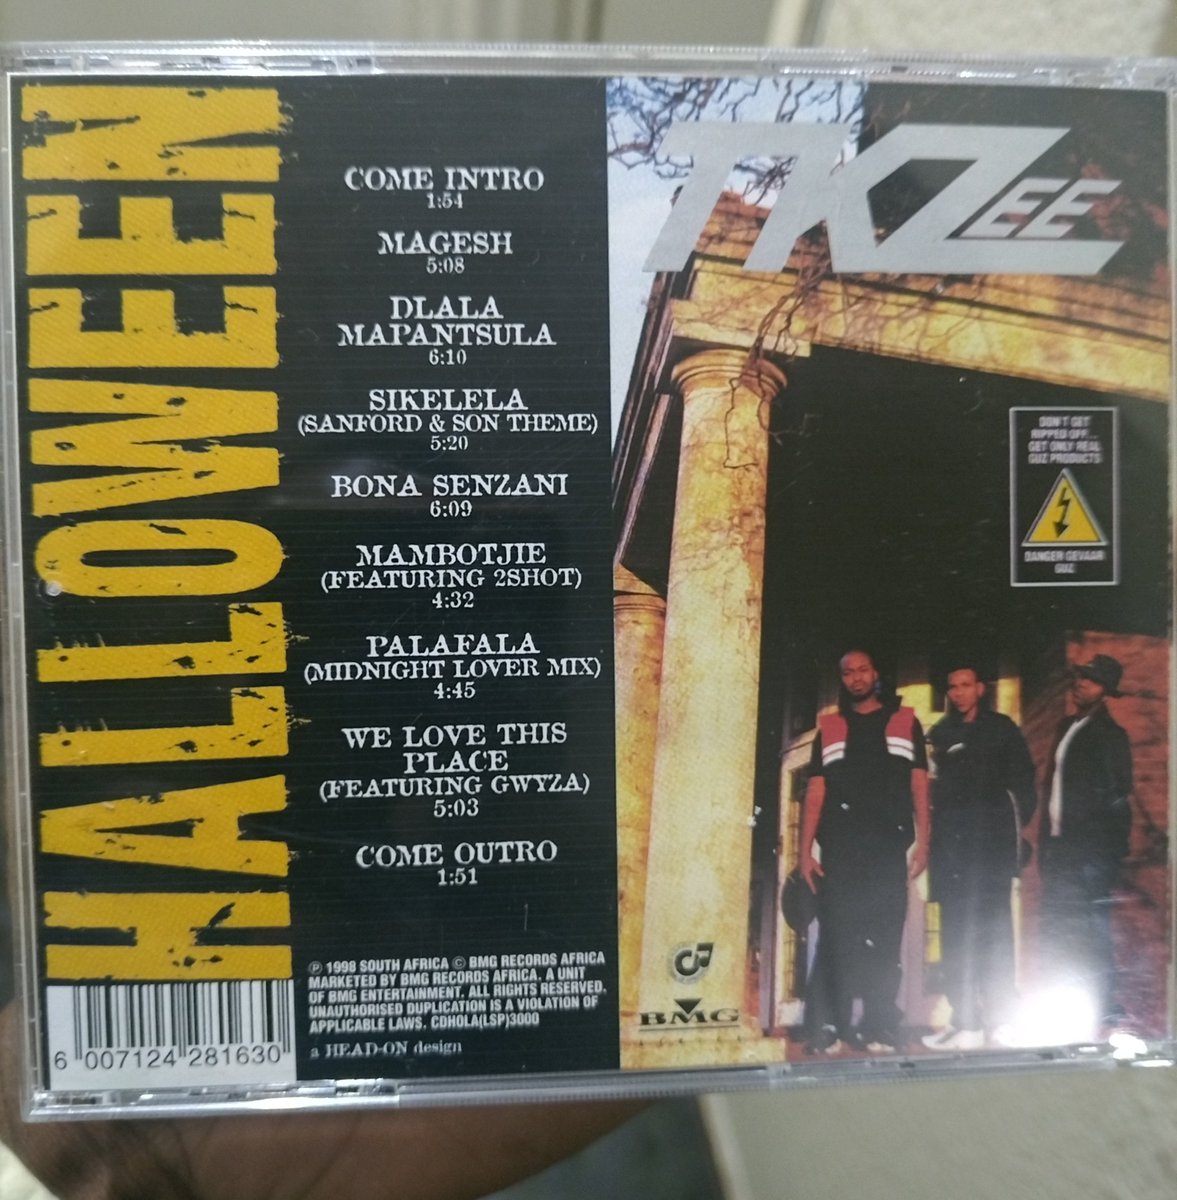 HALLOWEEN
COME INTRO
1:54
MAGESH
5:08
DLALA
MAPANTSULA
6:10
SIKELELA
(SANFORD & SON THEME)
5:20
BONA SENZANI
6:09
MAMBOTJIE
(FEATURING 2SHOT)
4:32
PALAFALA
(MIDNIGHT LOVER MIX)
4:45
WE LOVE THIS
PLACE
(FEATURING GWYZA)
5:03
COME OUTRO
1:51
℗ 1998 SOUTH AFRICA © BMG RECORDS AFRICA
MARKETED BY BMG RECORDS AFRICA. A UNIT
OF BMG ENTERTAINMENT. ALL RIGHTS RESERVED.
UNAUTHORISED DUPLICATION IS A VIOLATION OF
APPLICABLE LAWS. CDHOLA(LSP)3000
a HEAD-ON design
6 007124 281630
TKZEE
DON'T GET
RIPPED OFF...
GET ONLY REAL
GUZ PRODUCTS
DANGER GEVAAR
GUZ
BMG